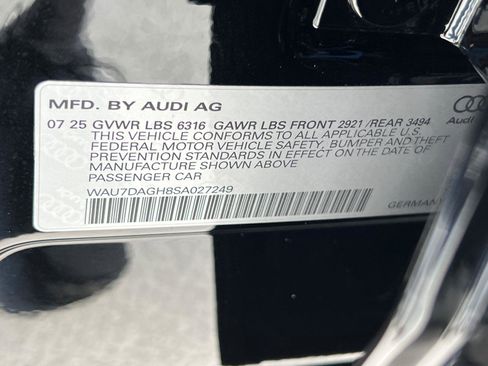 MFD. BY AUDI AG
07 25 GVWR LBS 6316 GAWR LBS FRONT 2921 /REAR 3494
THIS VEHICLE CONFORMS TO ALL APPLICABLE U.S.
FEDERAL MOTOR VEHICLE SAFETY, BUMPER AND THEFT
PREVENTION STANDARDS IN EFFECT ON THE DATE OF
MANUFACTURE SHOWN ABOVE
PASSENGER CAR
WAU7DAGH8SA027249
GERMANY
Audi